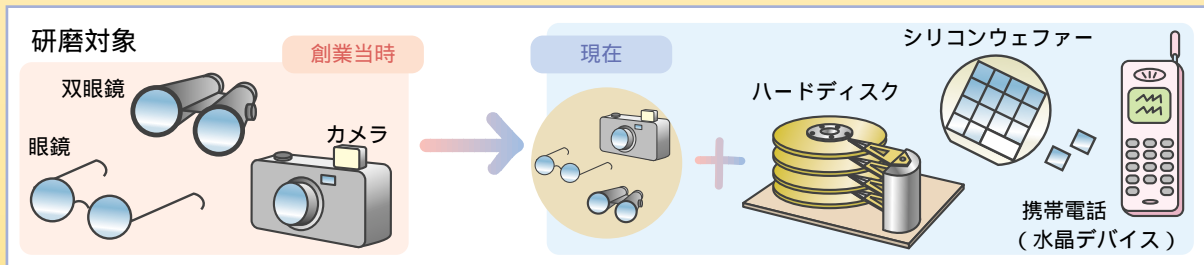 研磨対象
創業当時
双眼鏡
眼鏡
カメラ
現在
ハードディスク
シリコンウェファー
携帯電話
(水晶デバイス)